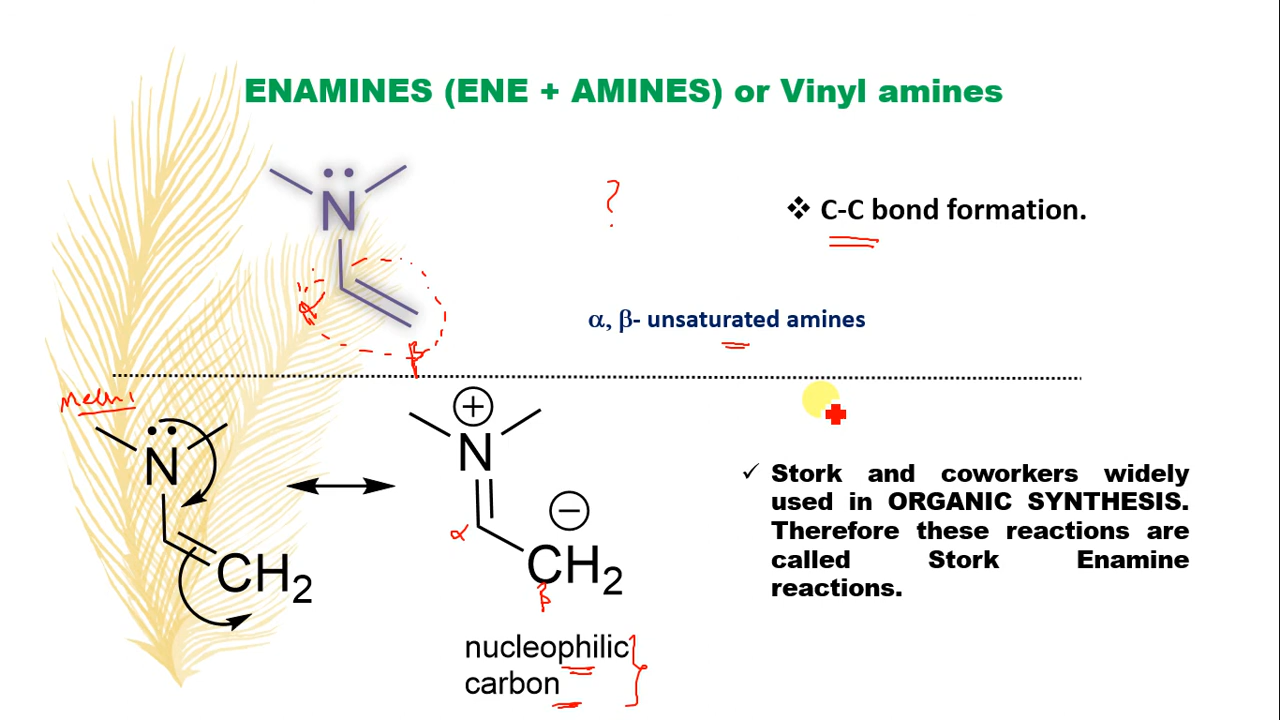 ENAMINES (ENE + AMINES) or Vinyl amines
N
?
❖ C-C bond formation.
α
α, β- unsaturated amines
β
+
N
N
−
α
CH2
CH2
β
✓ Stork and coworkers widely
used in ORGANIC SYNTHESIS.
Therefore these reactions are
called Stork Enamine
reactions.
nucleophilic
carbon